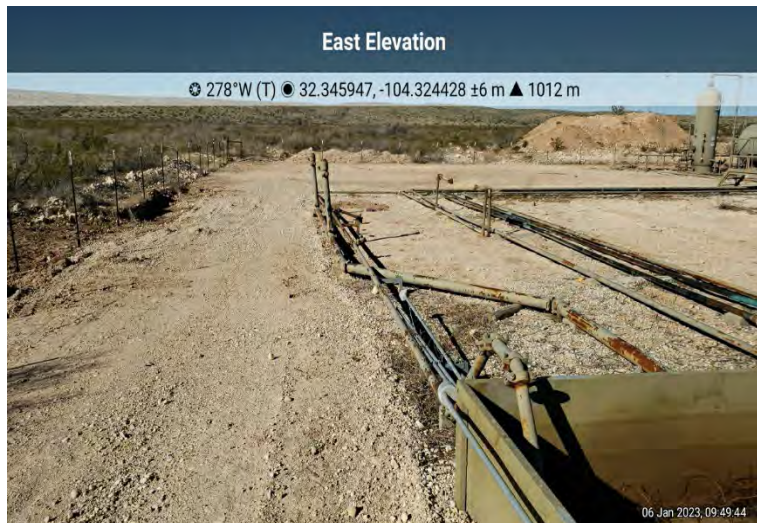 East Elevation
278°W (T) 32.345947, -104.324428 ±6 m ▲ 1012 m
06 Jan 2023, 09:49:44